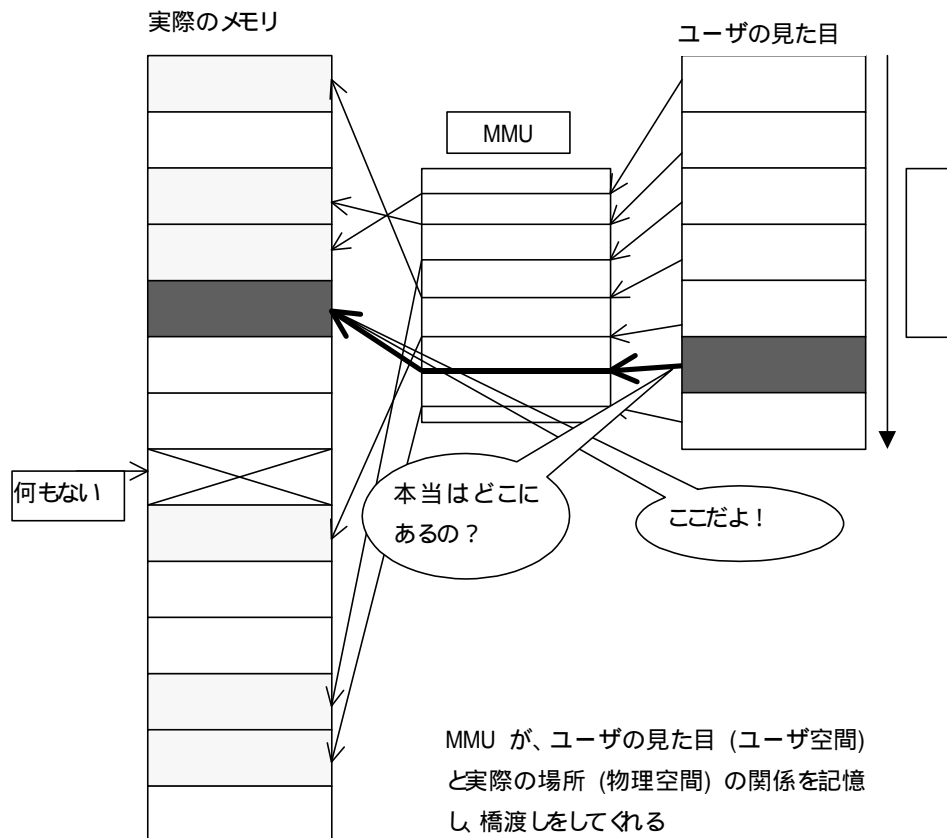 実際のメモリ
ユーザの見た目
MMU
何もない
本当はどこに
あるの？
ここだよ！
MMU が、ユーザの見た目 (ユーザ空間)
と実際の場所 (物理空間) の関係を記憶
し、橋渡しをしてくれる